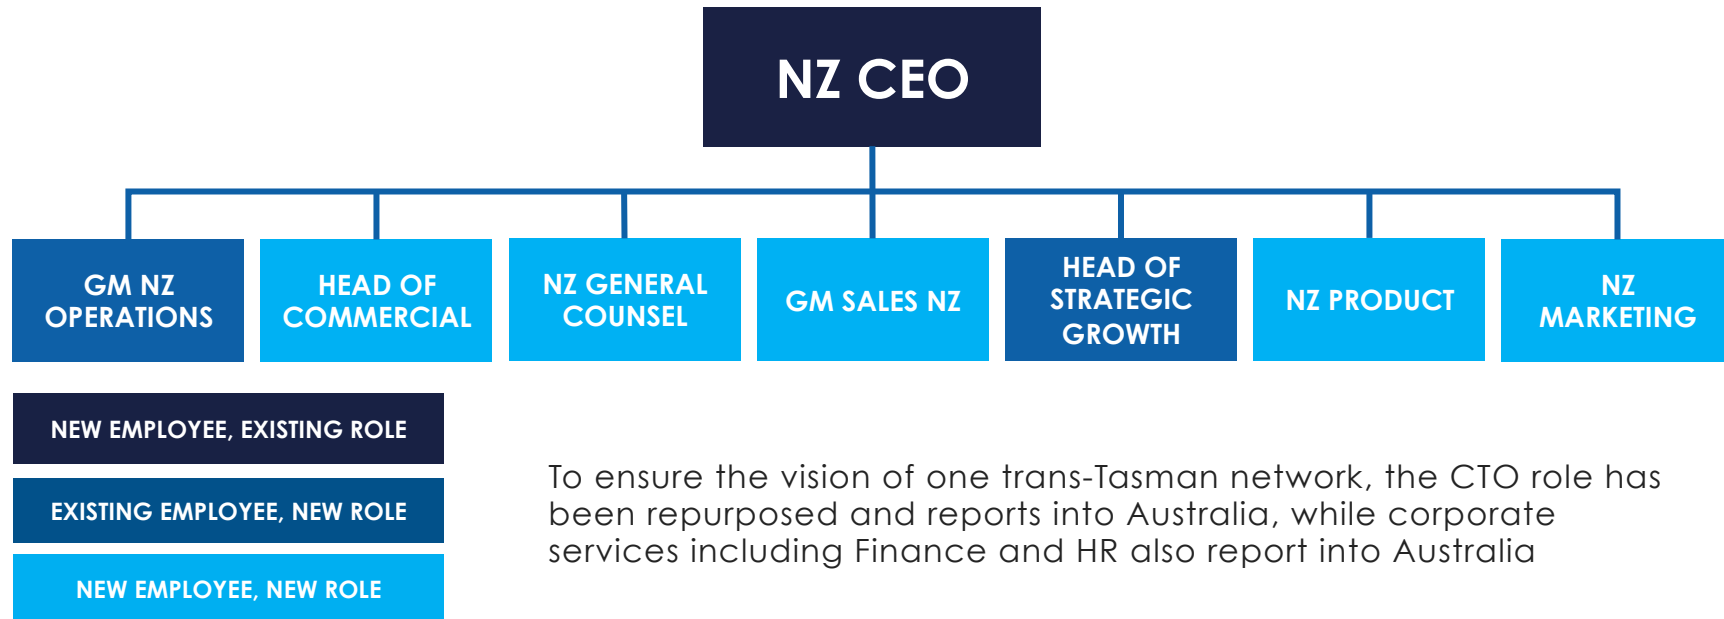 NZ CEO
GM NZ
OPERATIONS
HEAD OF
COMMERCIAL
NZ GENERAL
COUNSEL
GM SALES NZ
HEAD OF
STRATEGIC
GROWTH
NZ PRODUCT
NZ
MARKETING
NEW EMPLOYEE, EXISTING ROLE
EXISTING EMPLOYEE, NEW ROLE
NEW EMPLOYEE, NEW ROLE
To ensure the vision of one trans-Tasman network, the CTO role has
been repurposed and reports into Australia, while corporate
services including Finance and HR also report into Australia